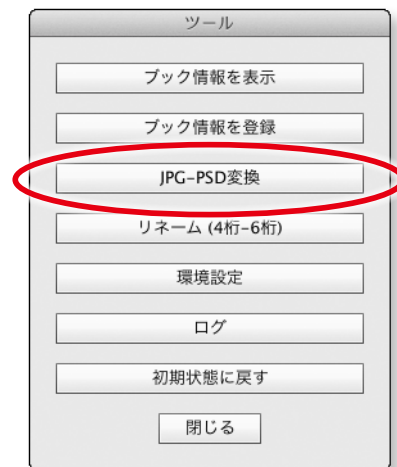 ツール
ブック情報を表示
ブック情報を登録
JPG-PSD変換
リネーム (4桁-6桁)
環境設定
ログ
初期状態に戻す
閉じる